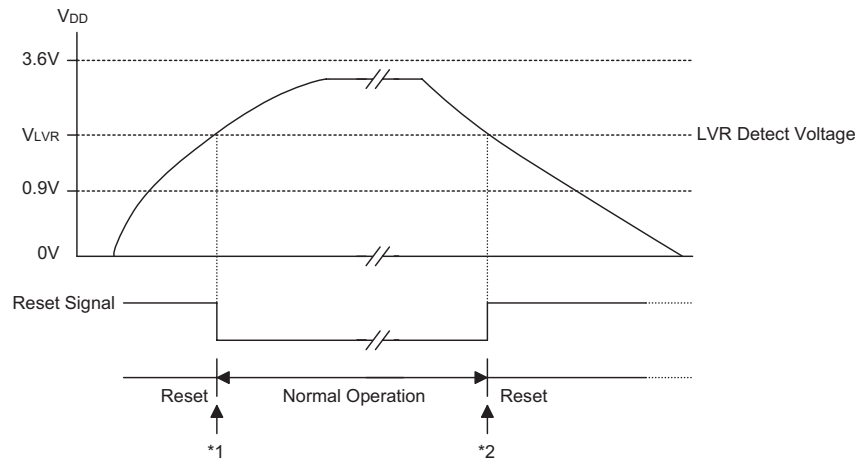 VDD
3.6V
VLVR
LVR Detect Voltage
0.9V
0V
Reset Signal
Reset
Normal Operation
Reset
*1
*2